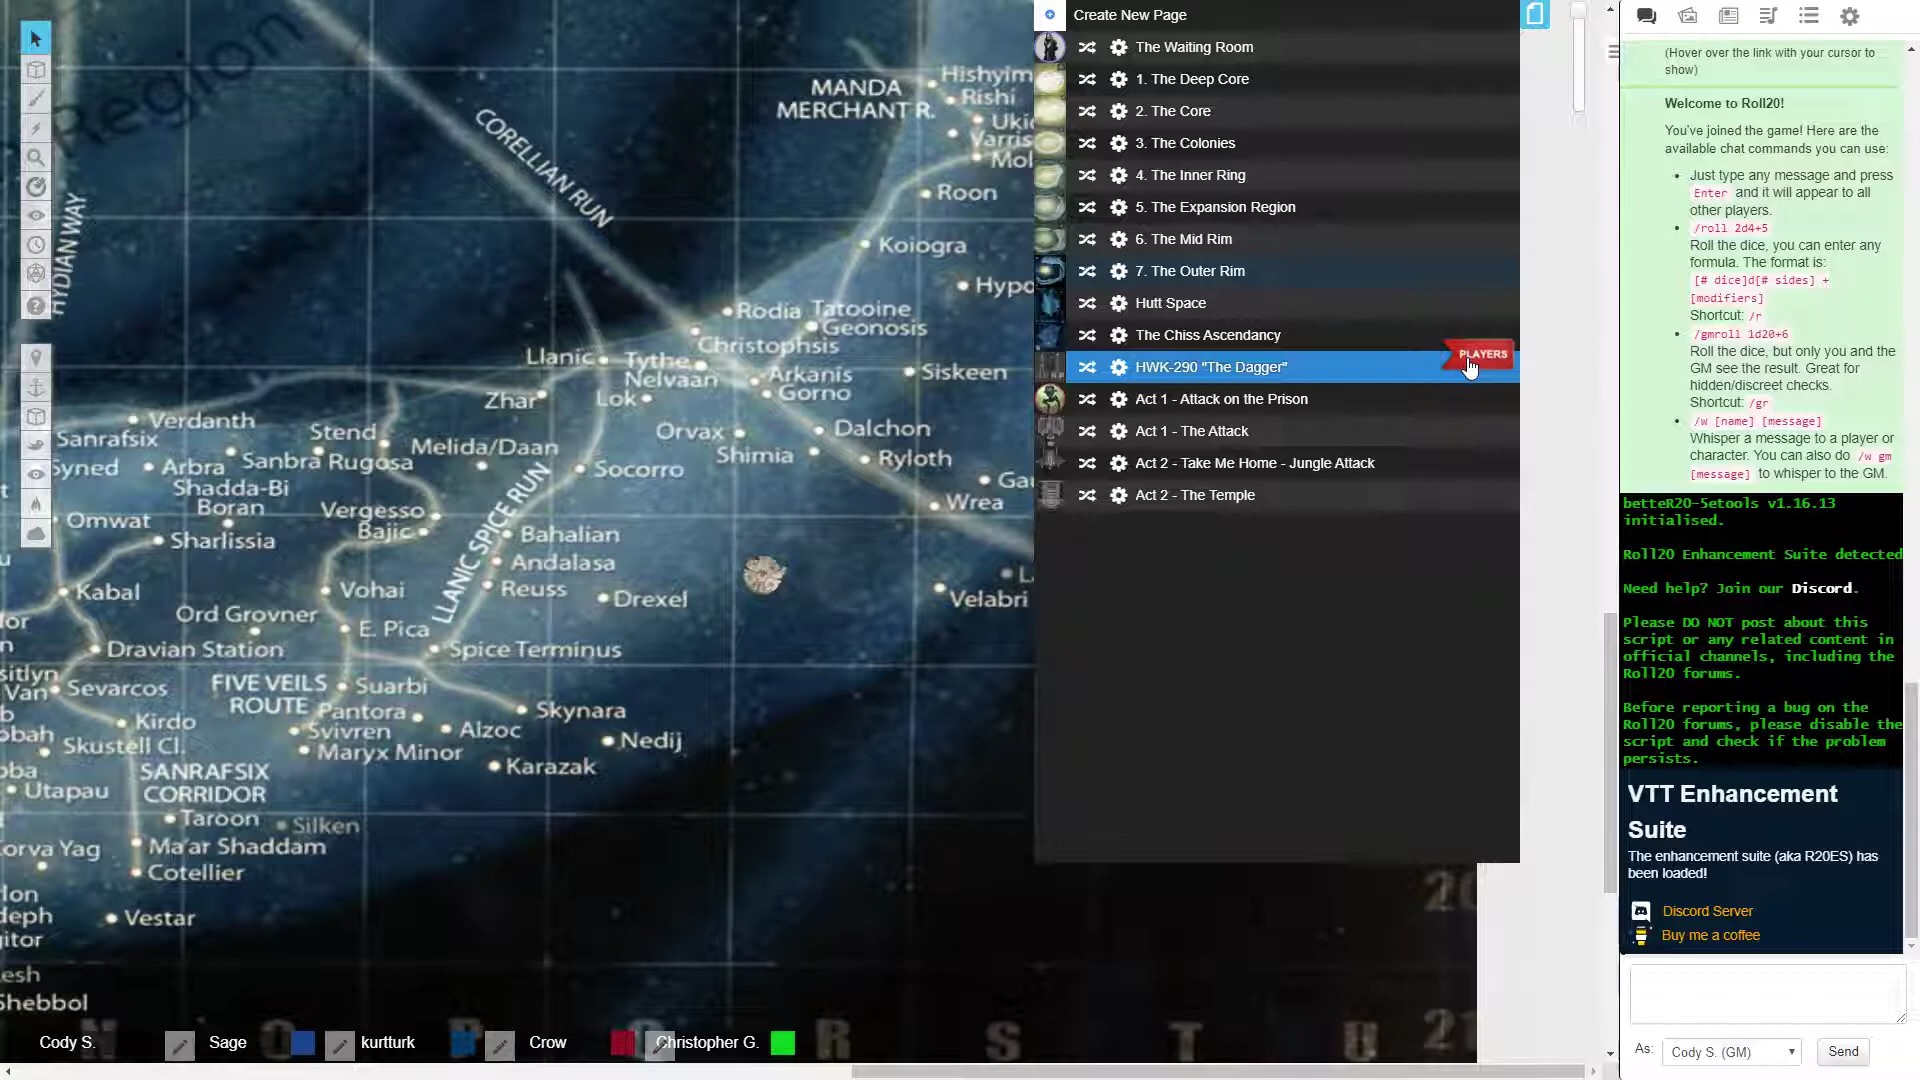 Region
HYDIAN WAY
CORELLIAN RUN
MANDA
MERCHANT R.
Rishi
Roon
Koiogra
Rodia
Tatooine
Geonosis
Christophsis
Llanic
Tythe
Nelvaan
Arkanis
Gorno
Siskeen
Zhar
Lok
Verdanth
Sanrafsix
Stend
Melida/Daan
Orvax
Dalchon
Syned
Arbra
Sanbra
Rugosa
Socorro
Shimia
Ryloth
Shadda-Bi
Boran
LLANIC SPICE RUN
Wrea
Omwat
Vergesso
Bajic
Bahalian
Sharlissia
Andalasa
Kabal
Vohai
Reuss
Drexel
Velabri
Ord Grovner
E. Pica
Dravian Station
Spice Terminus
Van
Sevarcos
FIVE VEILS
ROUTE
Suarbi
Pantora
Skynara
Kirdo
Svivren
Alzoc
Nedij
Skustell Cl.
Maryx Minor
Karazak
SANRAFSIX
CORRIDOR
Utapau
Taroon
Silken
Ma'ar Shaddam
Cotellier
Vestar
Shebbol
R S T U
20
21
Cody S.
Sage
kurtturk
Crow
Christopher G.
Create New Page
The Waiting Room
1. The Deep Core
2. The Core
3. The Colonies
4. The Inner Ring
5. The Expansion Region
6. The Mid Rim
7. The Outer Rim
Hutt Space
The Chiss Ascendancy
HWK-290 "The Dagger"
PLAYERS
Act 1 - Attack on the Prison
Act 1 - The Attack
Act 2 - Take Me Home - Jungle Attack
Act 2 - The Temple
(Hover over the link with your cursor to
show)
Welcome to Roll20!
You've joined the game! Here are the
available chat commands you can use:
• Just type any message and press
Enter and it will appear to all
other players.
• /roll 2d4+5
Roll the dice, you can enter any
formula. The format is:
[# dice]d[# sides] +
[modifiers]
Shortcut: /r
• /gmroll 1d20+6
Roll the dice, but only you and the
GM see the result. Great for
hidden/discreet checks.
Shortcut: /gr
• /w [name] [message]
Whisper a message to a player or
character. You can also do /w gm
[message] to whisper to the GM.
betteR20-5etools v1.16.13
initialised.
Roll20 Enhancement Suite detected
Need help? Join our Discord.
Please DO NOT post about this
script or any related content in
official channels, including the
Roll20 forums.
Before reporting a bug on the
Roll20 forums, please disable the
script and check if the problem
persists.
VTT Enhancement
Suite
The enhancement suite (aka R20ES) has
been loaded!
Discord Server
Buy me a coffee
As:
Cody S. (GM)
Send